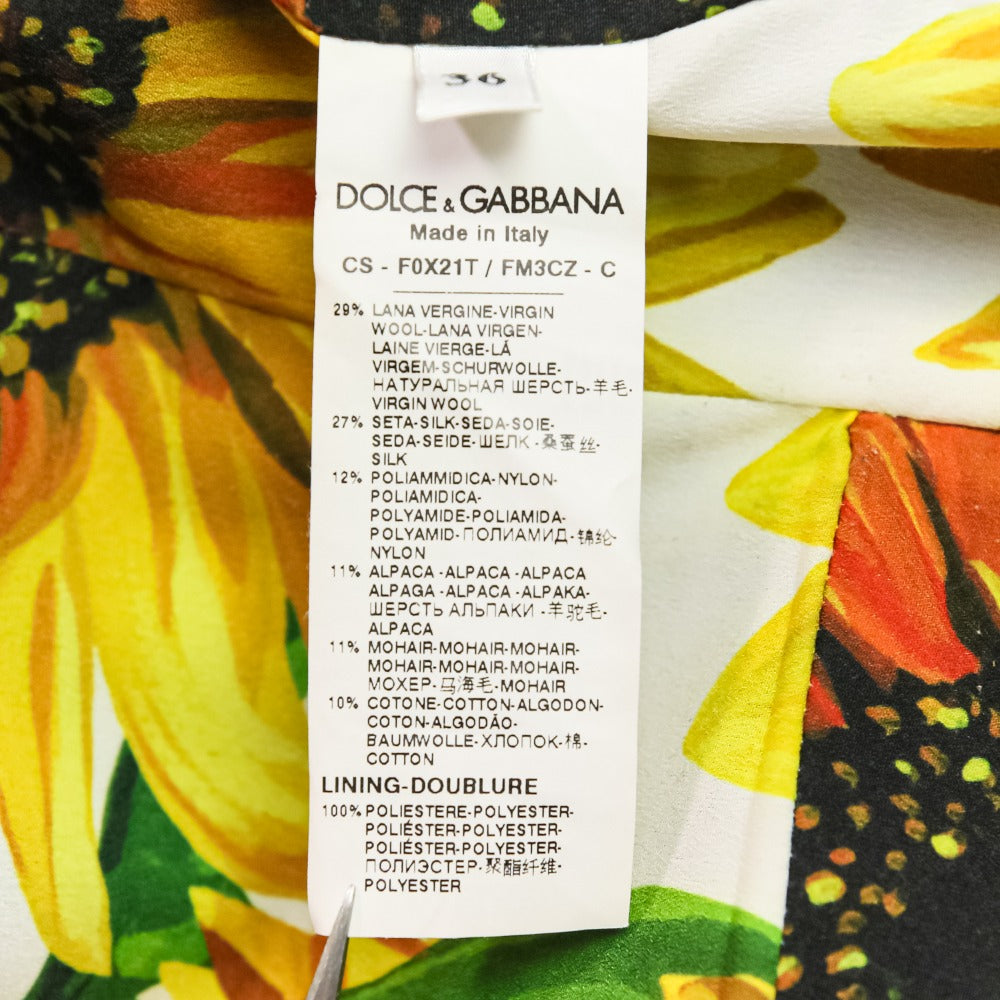 36
DOLCE & GABBANA
Made in Italy
CS - F0X21T / FM3CZ - C
29% LANA VERGINE-VIRGIN
WOOL-LANA VIRGEN-
LAINE VIERGE-LÃ
VIRGEM-SCHURWOLLE-
НАТУРАЛЬНАЯ ШЕРСТЬ-羊毛-
VIRGIN WOOL
27% SETA-SILK-SEDA-SOIE-
SEDA-SEIDE-ШЕЛК-桑蚕丝-
SILK
12% POLIAMMIDICA-NYLON-
POLIAMIDICA-
POLYAMIDE-POLIAMIDA-
POLYAMID-ПОЛИАМИД-锦纶-
NYLON
11% ALPACA -ALPACA -ALPACA
ALPAGA -ALPACA -ALPAKA-
ШЕРСТЬ АЛЬПАКИ -羊驼毛-
ALPACA
11% MOHAIR-MOHAIR-MOHAIR-
MOHAIR-MOHAIR-MOHAIR-
МОХЕР-马海毛-MOHAIR
10% COTONE-COTTON-ALGODON-
COTON-ALGODÃO-
BAUMWOLLE-ХЛОПОК-棉-
COTTON
LINING-DOUBLURE
100% POLIESTERE-POLYESTER-
POLIÉSTER-POLYESTER-
POLIÉSTER-POLYESTER-
ПОЛИЭСТЕР-聚酯纤维-
POLYESTER